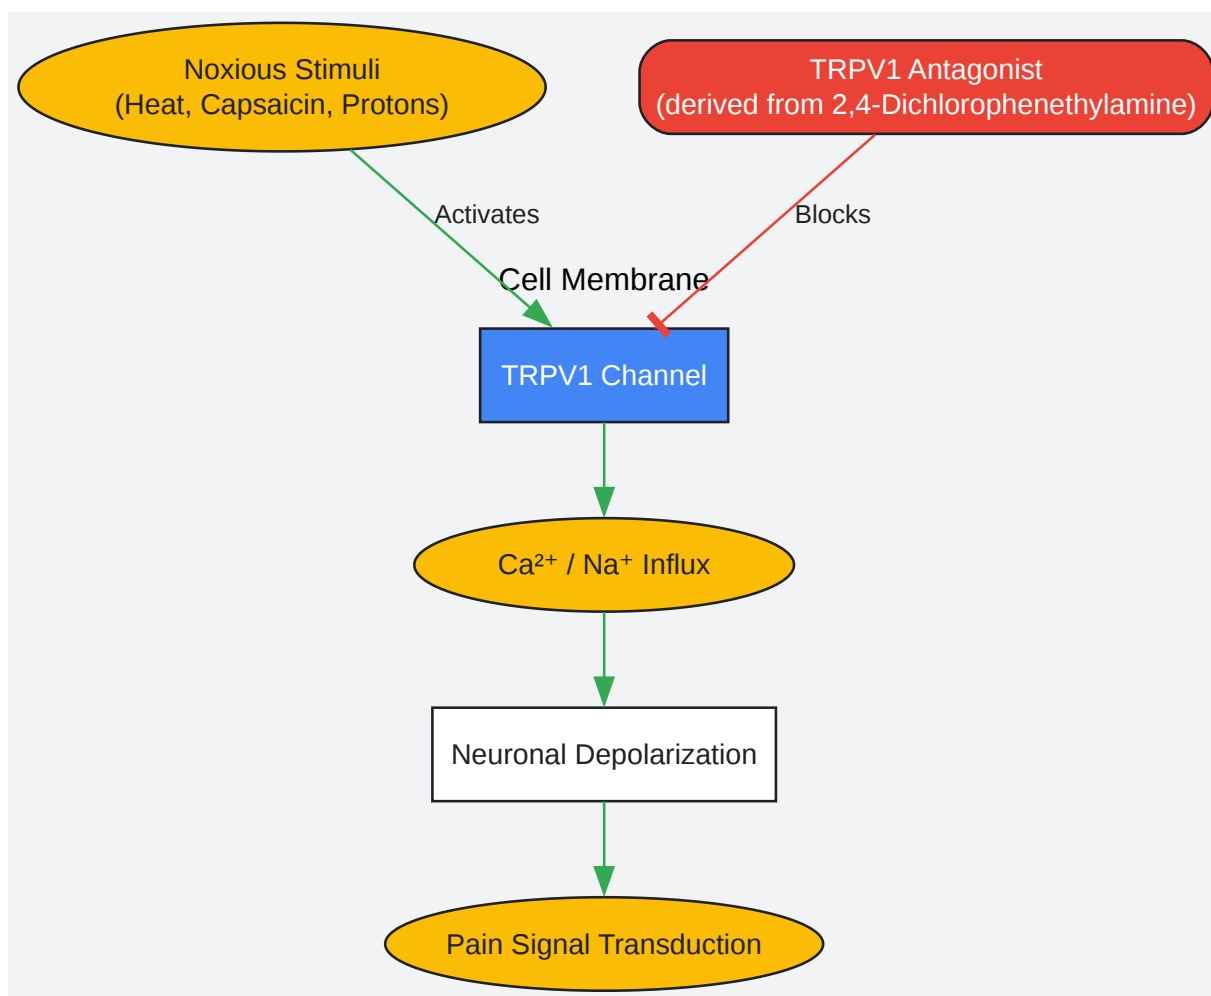 Noxious Stimuli
(Heat, Capsaicin, Protons)
TRPV1 Antagonist
(derived from 2,4-Dichlorophenethylamine)
Activates
Blocks
Cell Membrane
TRPV1 Channel
Ca²⁺ / Na⁺ Influx
Neuronal Depolarization
Pain Signal Transduction